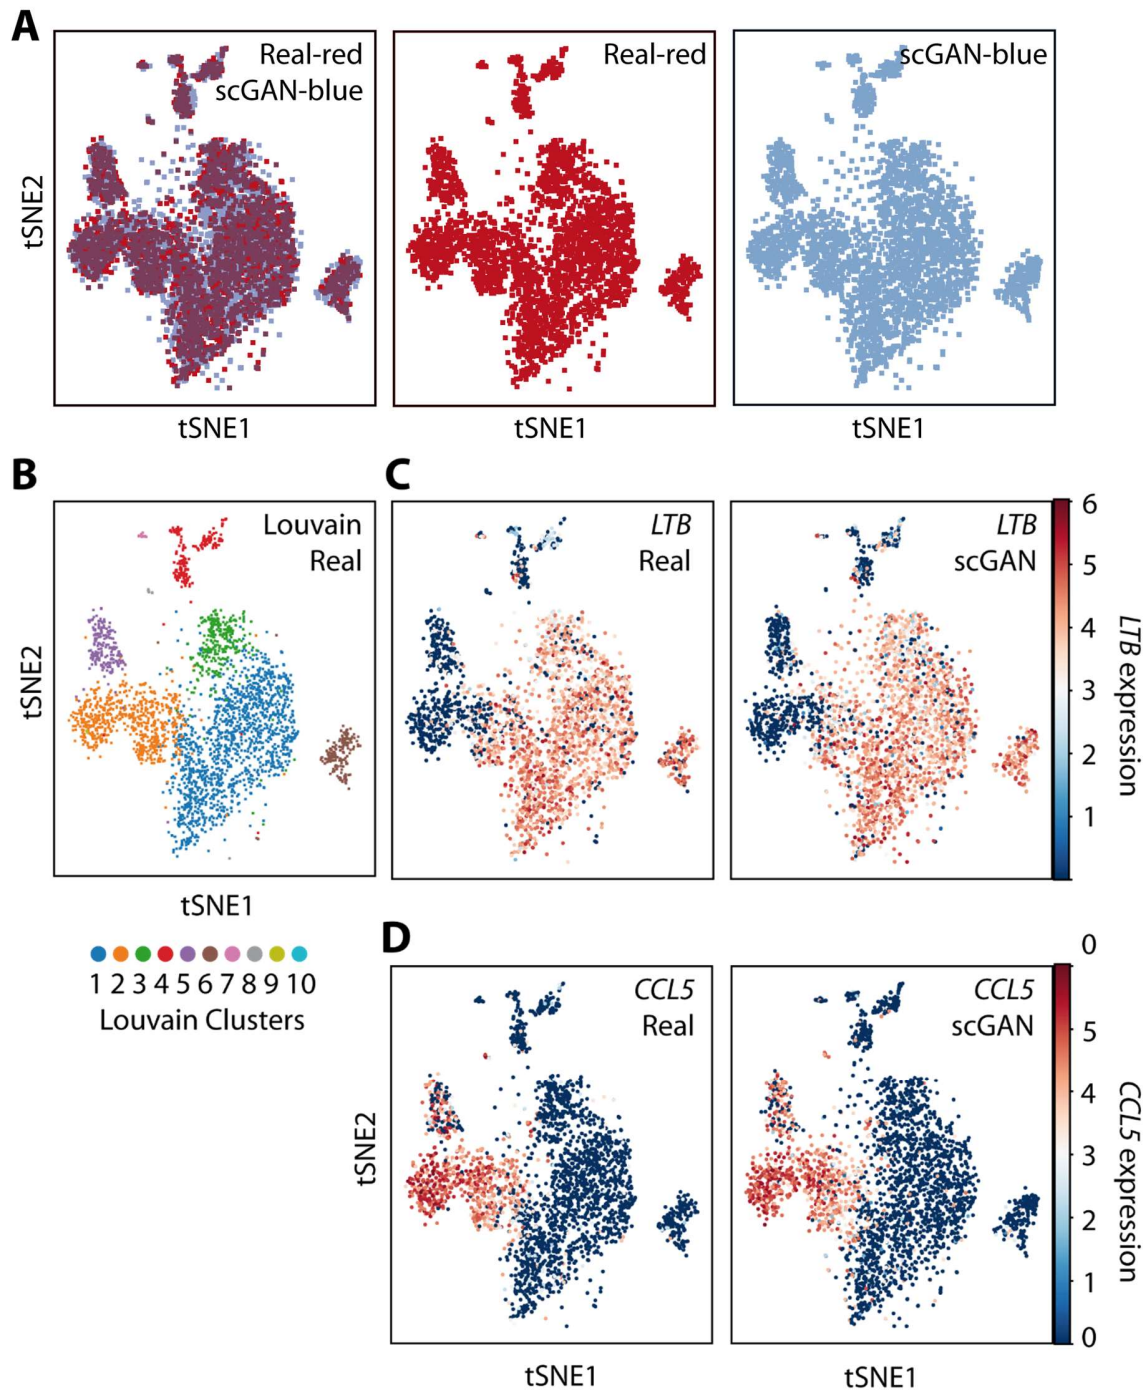 A
Real-red
scGAN-blue
Real-red
scGAN-blue
tSNE2
tSNE1
tSNE1
tSNE1
B
Louvain
Real
tSNE2
tSNE1
1 2 3 4 5 6 7 8 9 10
Louvain Clusters
C
LTB
Real
LTB
scGAN
6
5
4
3
2
1
LTB expression
0
D
CCL5
Real
CCL5
scGAN
tSNE2
tSNE1
tSNE1
5
4
3
2
1
0
CCL5 expression